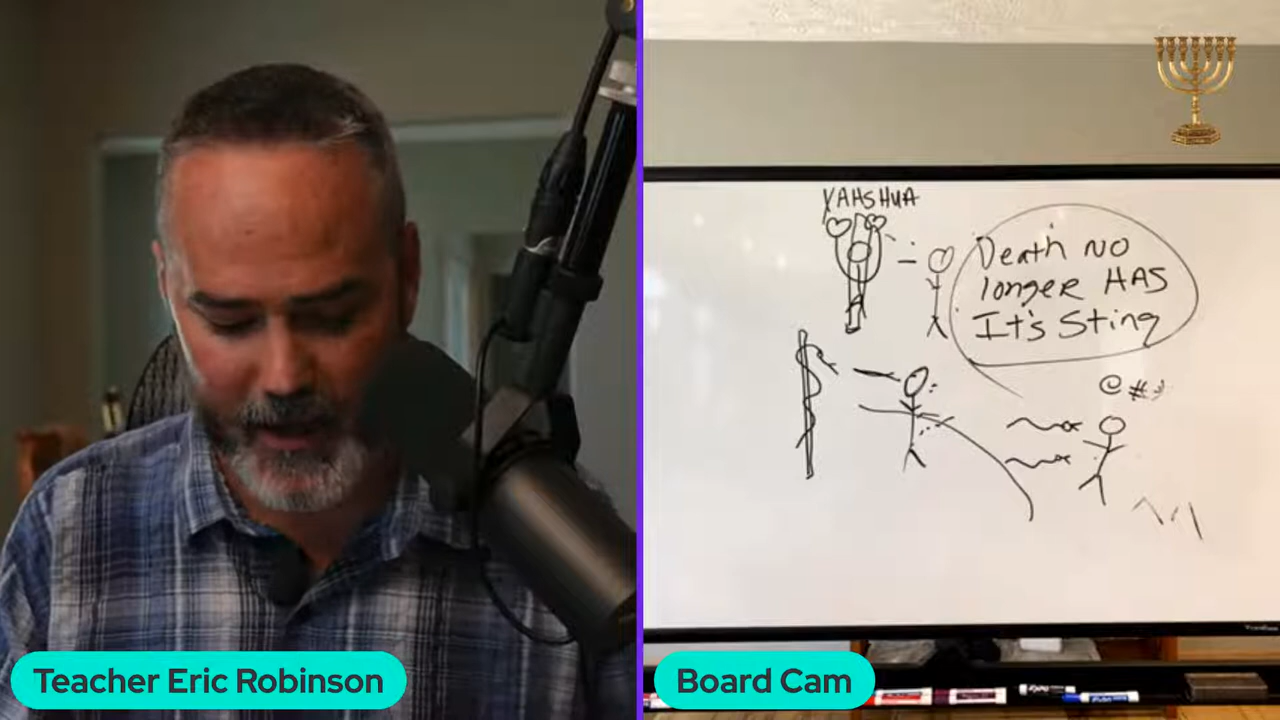 YAHSHUA
Death No
longer HAS
It's Sting
@#
Teacher Eric Robinson
Board Cam